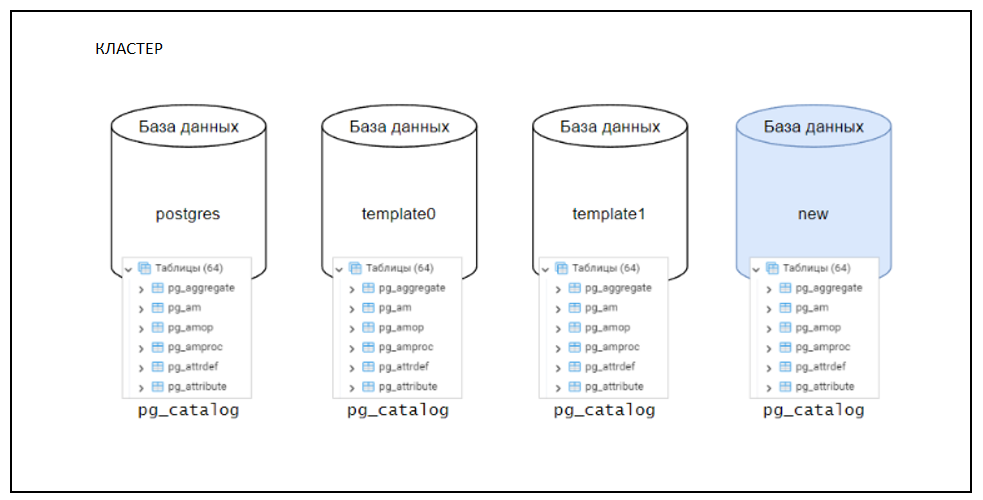 КЛАСТЕР
База данных
postgres
Таблицы (64)
pg_aggregate
pg_am
pg_amop
pg_amproc
pg_attrdef
pg_attribute
pg_catalog
База данных
template0
Таблицы (64)
pg_aggregate
pg_am
pg_amop
pg_amproc
pg_attrdef
pg_attribute
pg_catalog
База данных
template1
Таблицы (64)
pg_aggregate
pg_am
pg_amop
pg_amproc
pg_attrdef
pg_attribute
pg_catalog
База данных
new
Таблицы (64)
pg_aggregate
pg_am
pg_amop
pg_amproc
pg_attrdef
pg_attribute
pg_catalog